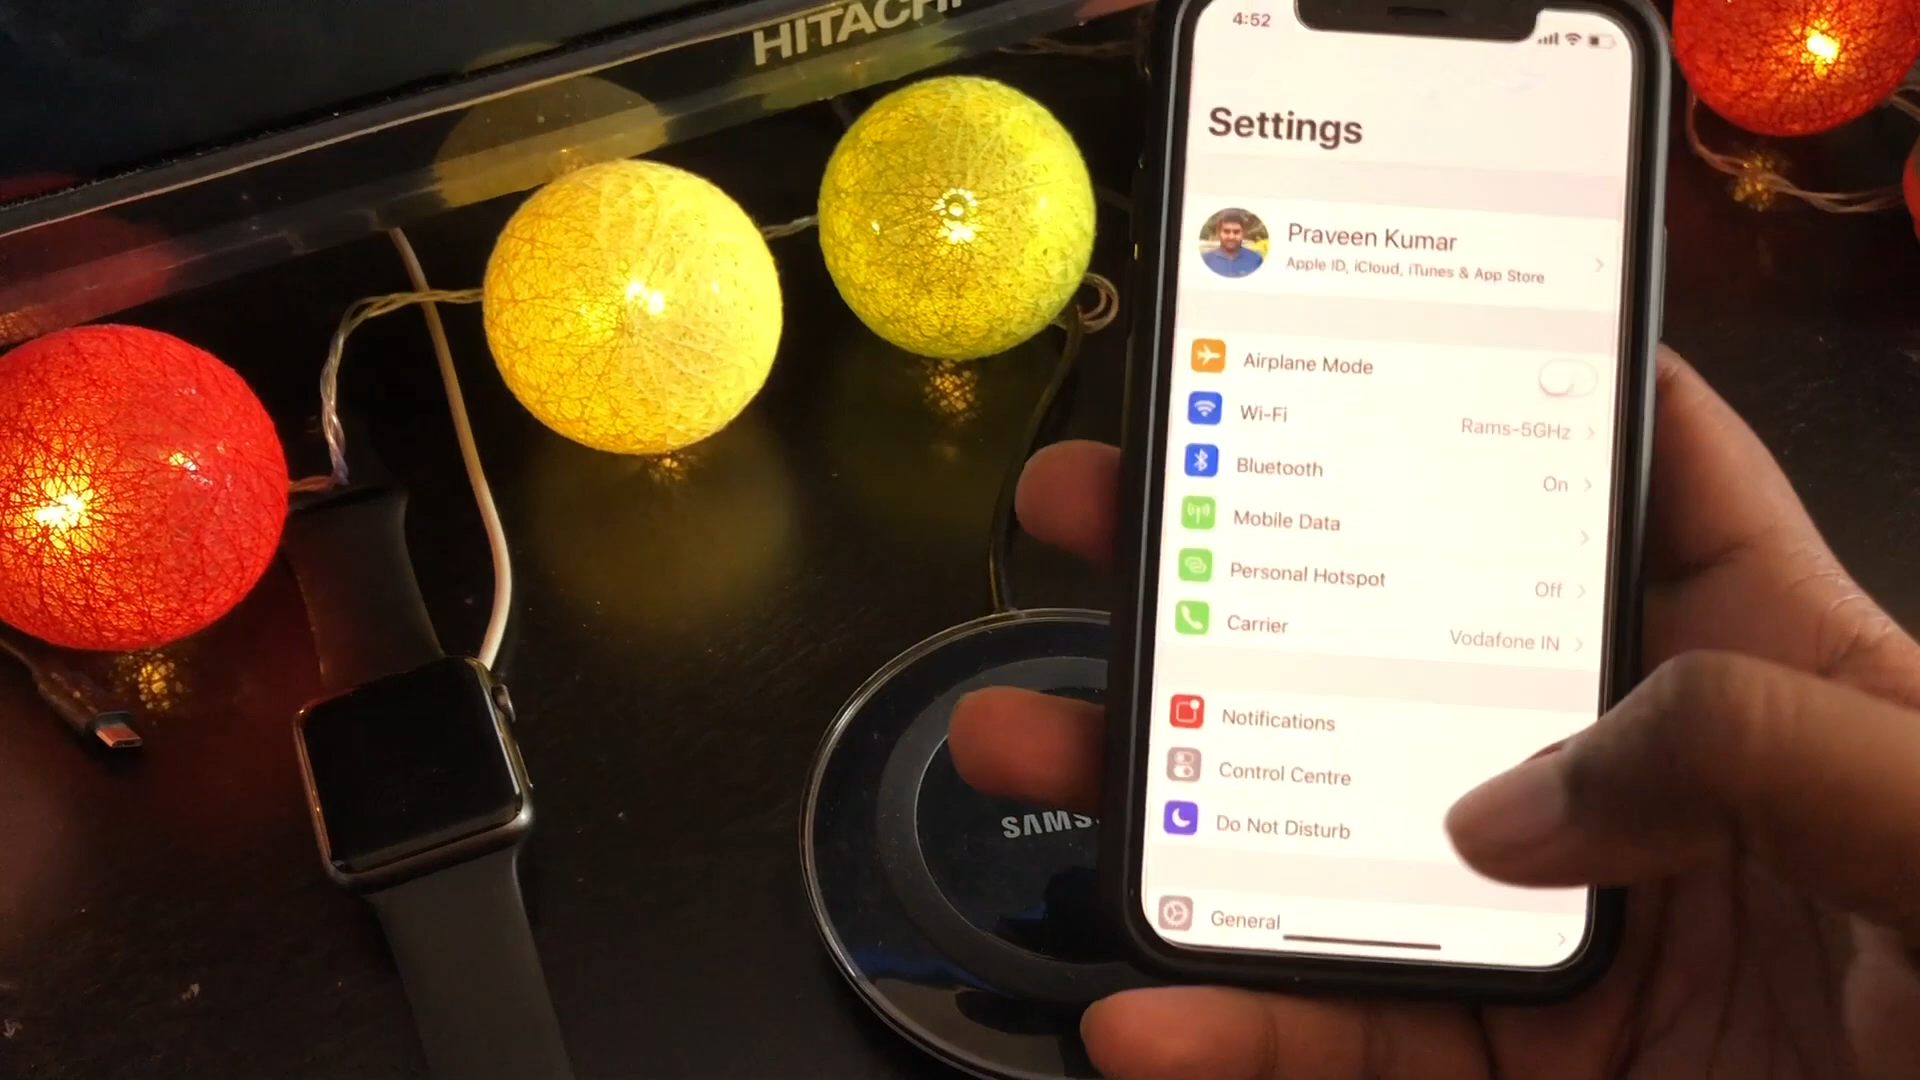 HITACHI
4:52
Settings
Praveen Kumar
Apple ID, iCloud, iTunes & App Store
Airplane Mode
Wi-Fi Rams-5GHz
Bluetooth On
Mobile Data
Personal Hotspot Off
Carrier Vodafone IN
Notifications
Control Centre
Do Not Disturb
General
SAMS